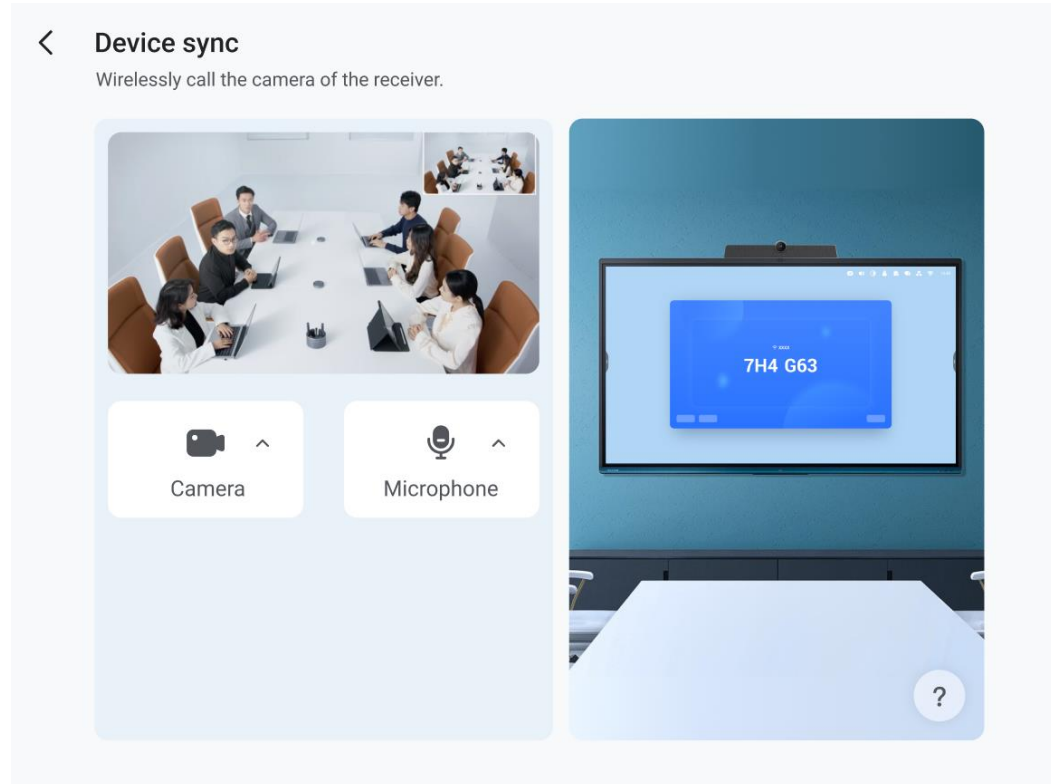 Device sync
Wirelessly call the camera of the receiver.
7H4 G63
Camera
Microphone
?